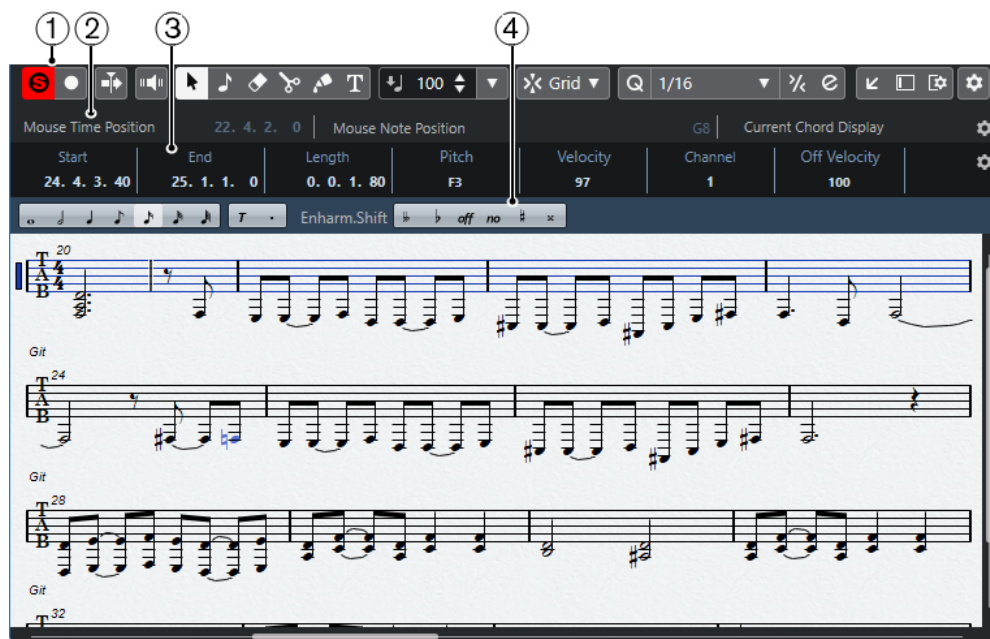 1 2 3 4
S 100 Grid Q 1/16 e
Mouse Time Position 22. 4. 2. 0 Mouse Note Position G8 Current Chord Display
Start End Length Pitch Velocity Channel Off Velocity
24. 4. 3. 40 25. 1. 1. 0 0. 0. 1. 80 F3 97 1 100
T . Enharm.Shift off no
20
T A B 4 4
Git
24
T A B
Git
28
T A B
Git
32
T